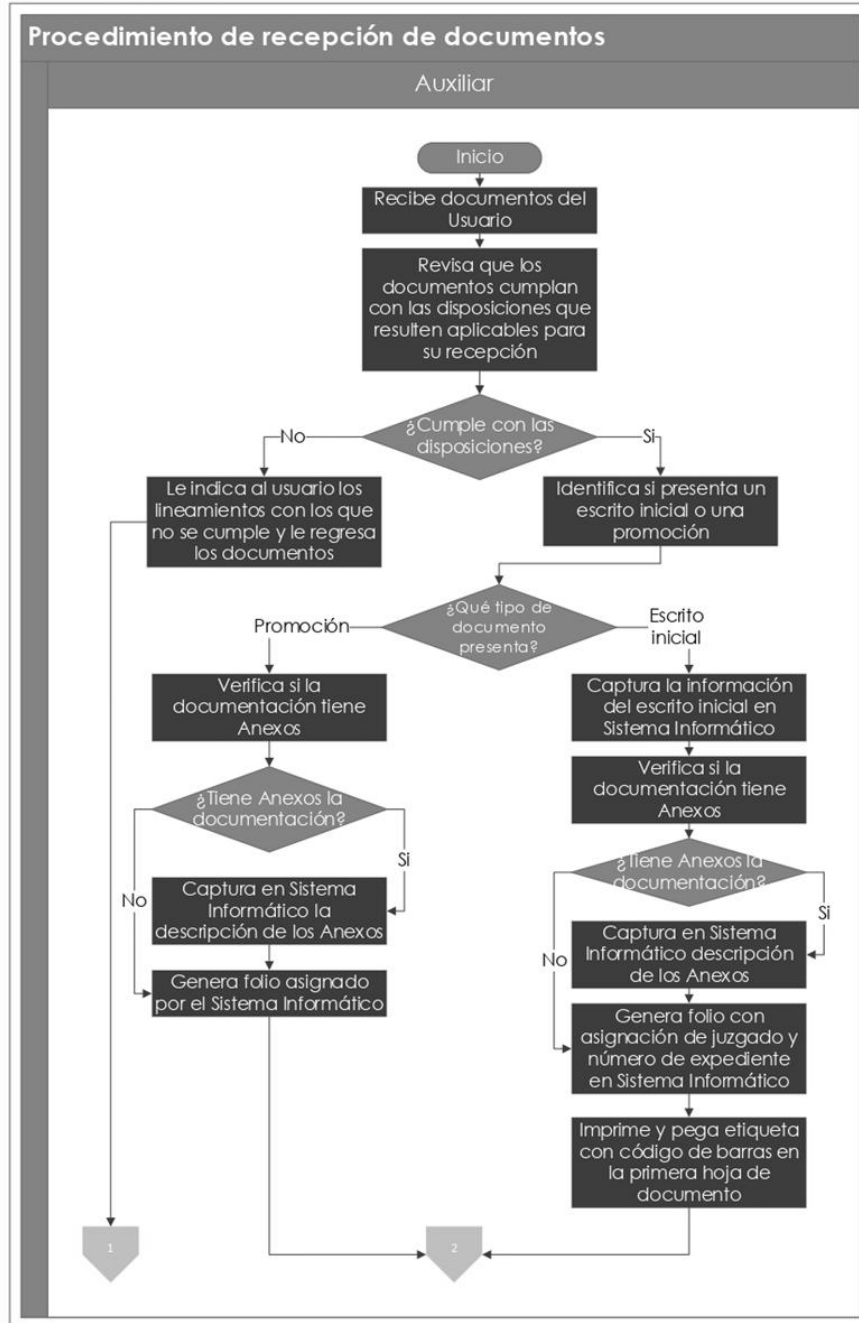 Procedimiento de recepción de documentos
Auxiliar
Inicio
Recibe documentos del
Usuario
Revisa que los
documentos cumplan
con las disposiciones que
resulten aplicables para
su recepción
¿Cumple con las
disposiciones?
No
Si
Le indica al usuario los
lineamientos con los que
no se cumple y le regresa
los documentos
Identifica si presenta un
escrito inicial o una
promoción
¿Qué tipo de
documento
presenta?
Promoción
Escrito
inicial
Verifica si la
documentación tiene
Anexos
¿Tiene Anexos la
documentación?
No
Si
Captura en Sistema
Informático la
descripción de los Anexos
Genera folio asignado
por el Sistema Informático
Captura la información
del escrito inicial en
Sistema Informático
Verifica si la
documentación tiene
Anexos
¿Tiene Anexos la
documentación?
Si
No
Captura en Sistema
Informático descripción
de los Anexos
Genera folio con
asignación de juzgado y
número de expediente
en Sistema Informático
Imprime y pega etiqueta
con código de barras en
la primera hoja de
documento
1
2